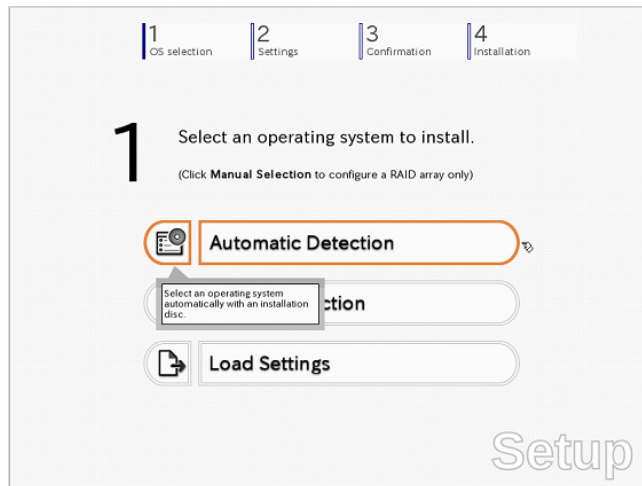 1
OS selection
2
Settings
3
Confirmation
4
Installation
1
Select an operating system to install.
(Click Manual Selection to configure a RAID array only)
Automatic Detection
Select an operating system
automatically with an installation
disc.
ction
Load Settings
Setup